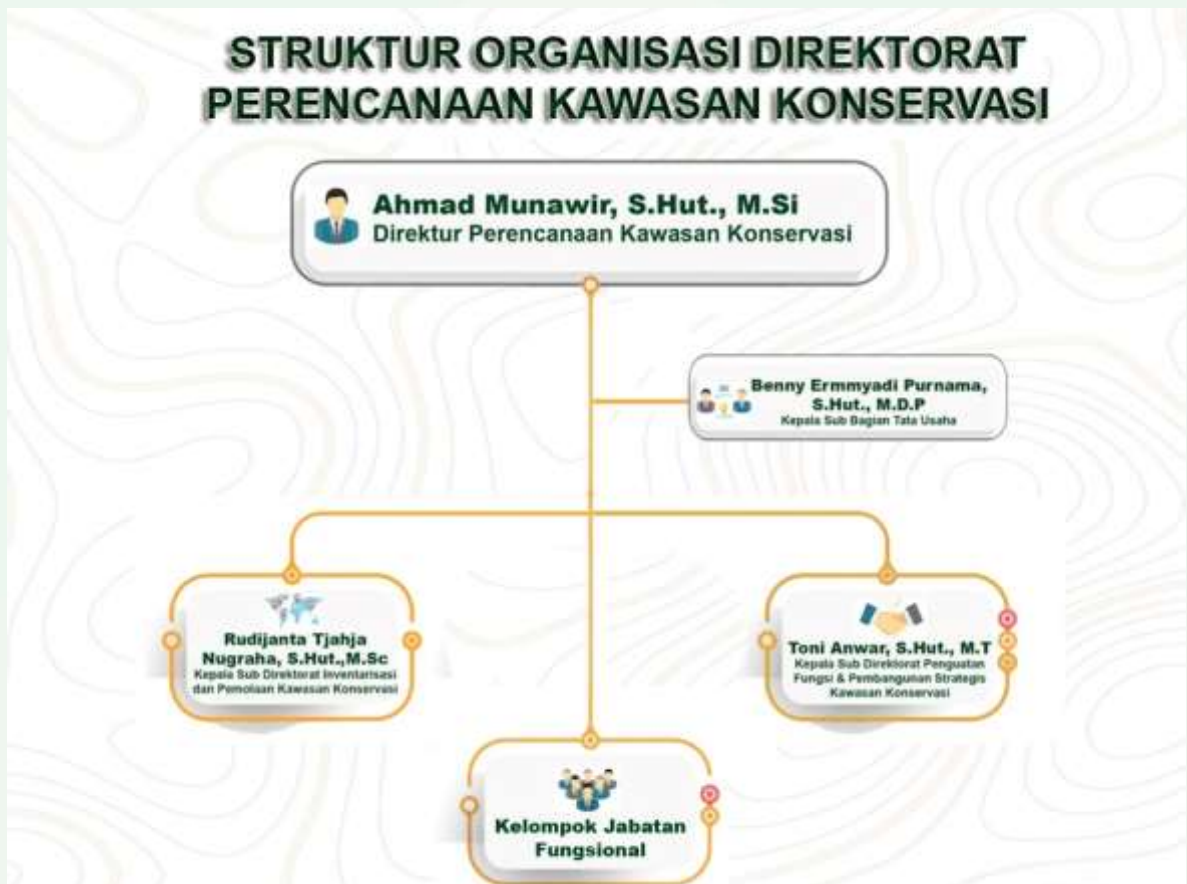 STRUKTUR ORGANISASI DIREKTORAT
PERENCANAAN KAWASAN KONSERVASI
Ahmad Munawir, S.Hut., M.Si
Direktur Perencanaan Kawasan Konservasi
Benny Ermmyadi Purnama,
S.Hut., M.D.P
Kepala Sub Bagian Tata Usaha
Rudijanta Tjahja
Nugraha, S.Hut.,M.Sc
Kepala Sub Direktorat Inventarisasi
dan Pemolaan Kawasan Konservasi
Toni Anwar, S.Hut., M.T
Kepala Sub Direktorat Penguatan
Fungsi & Pembangunan Strategis
Kawasan Konservasi
Kelompok Jabatan
Fungsional